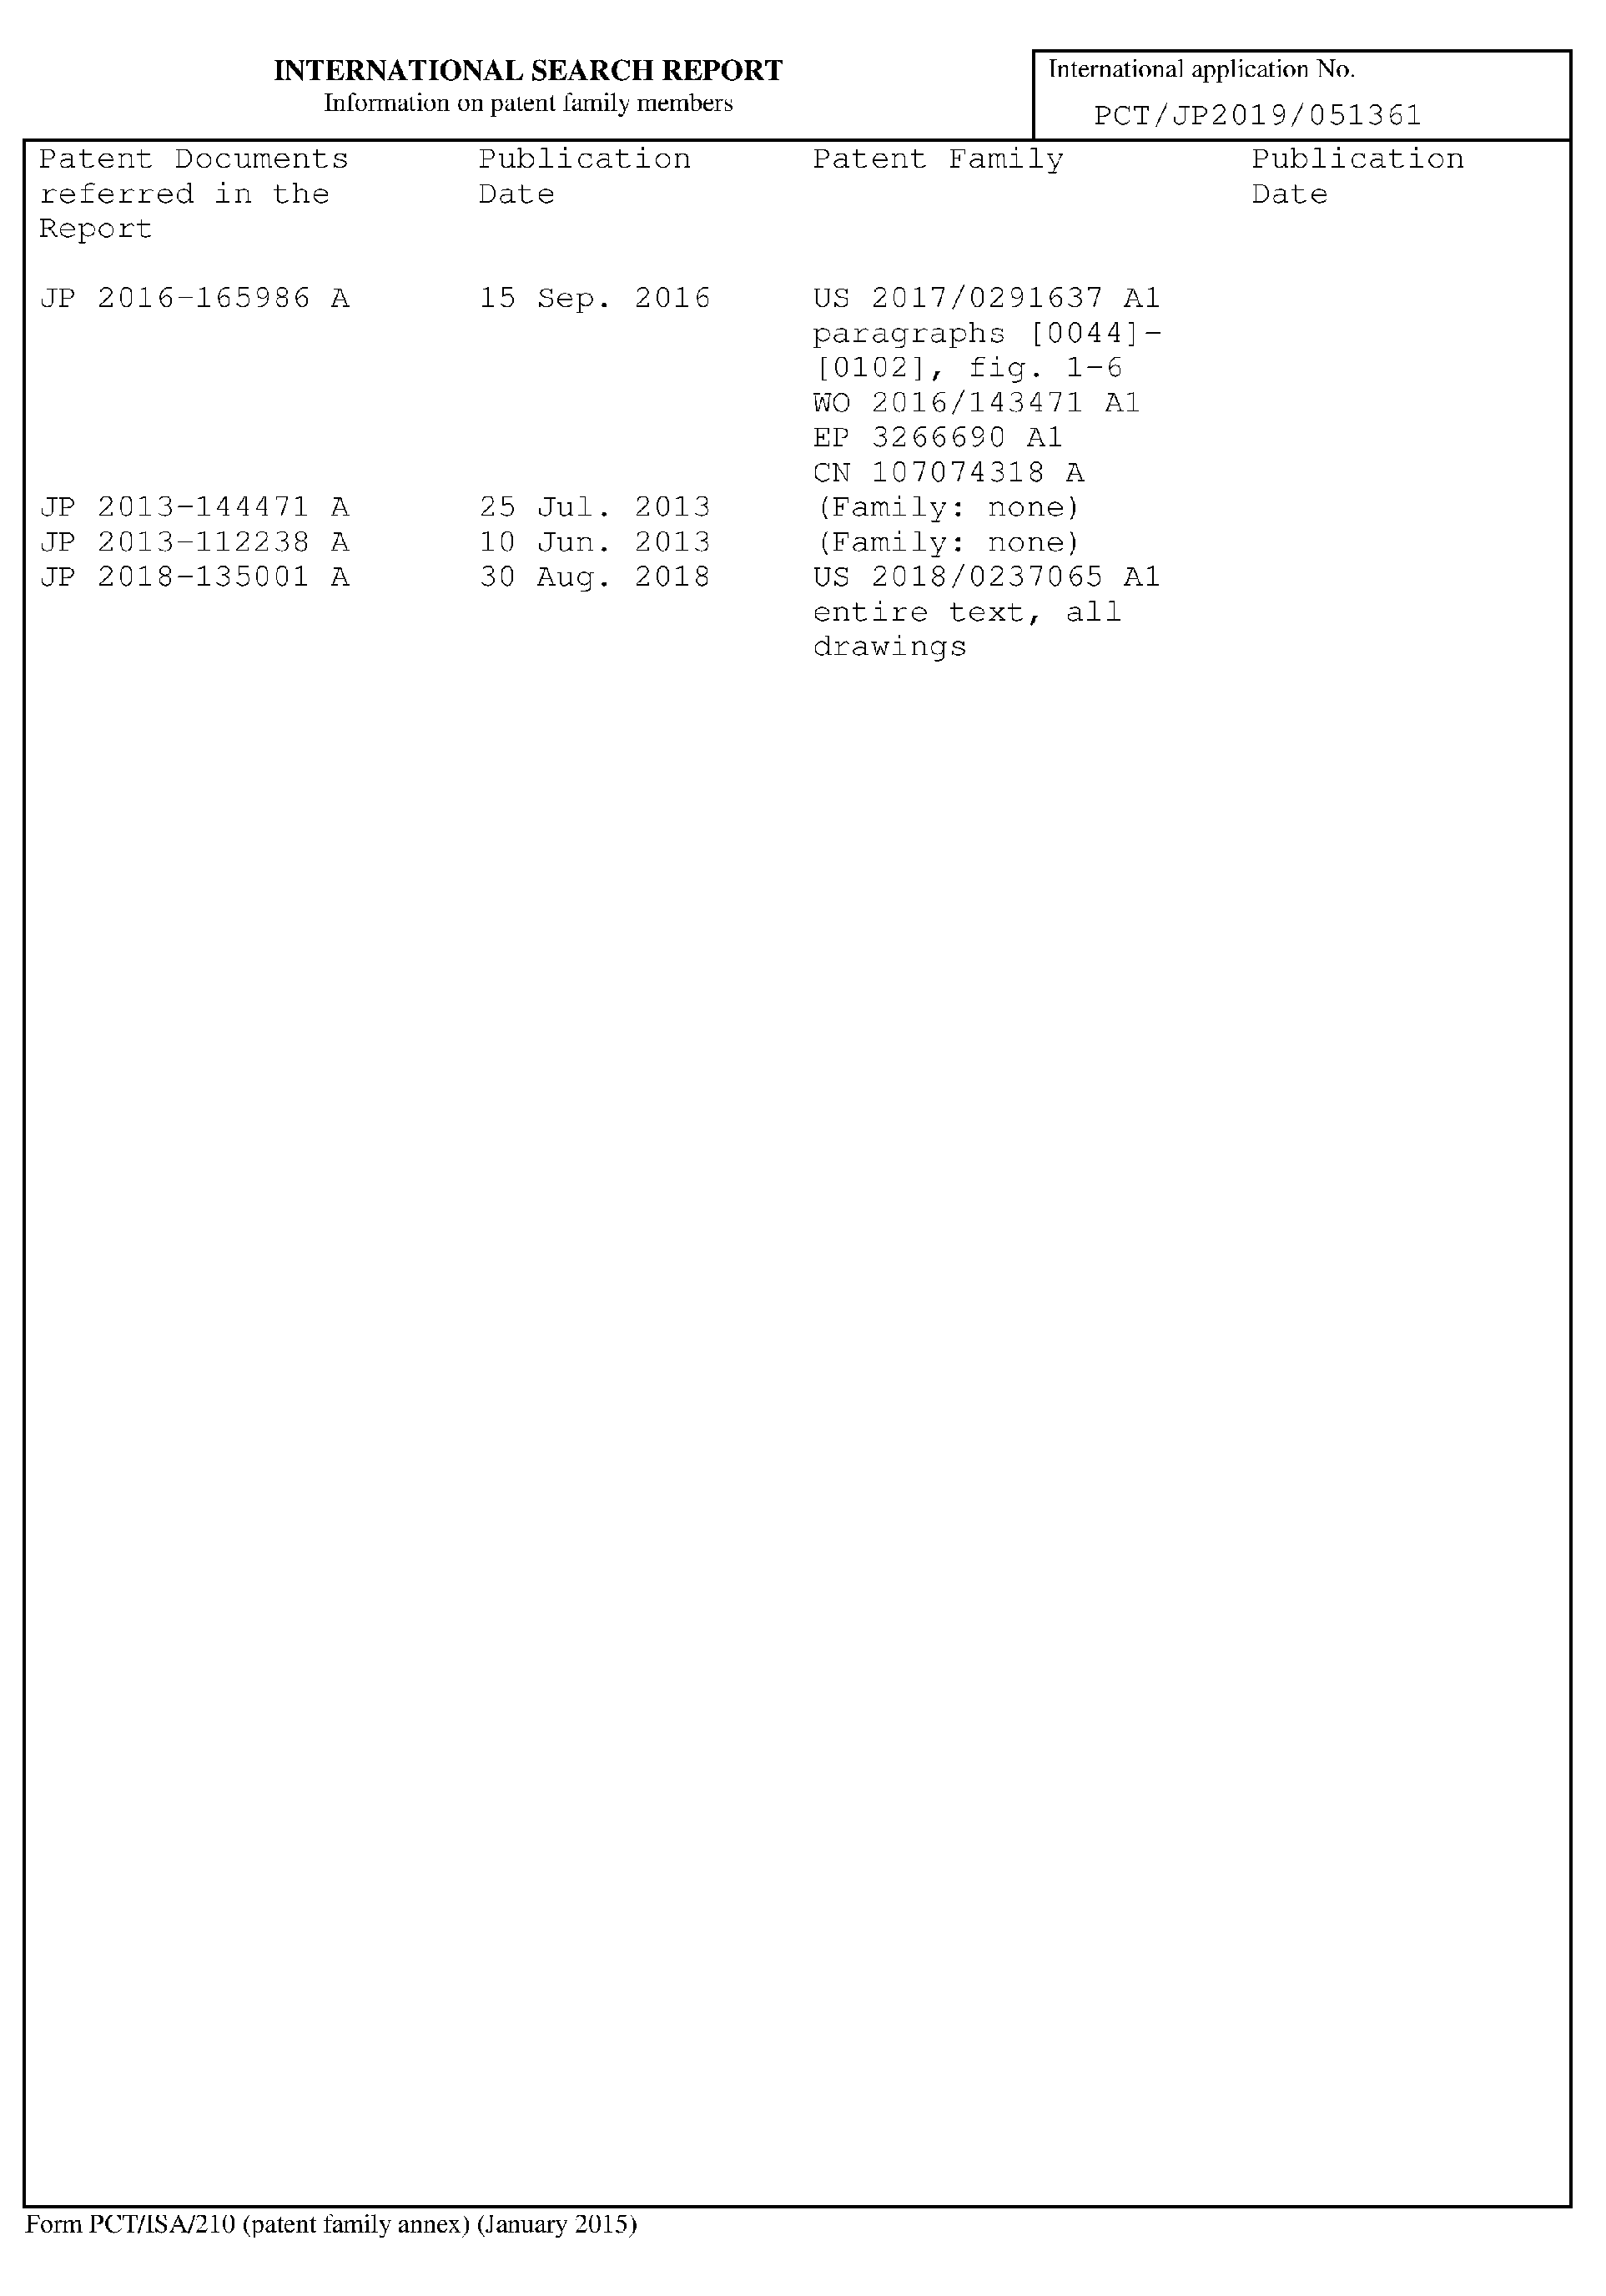 INTERNATIONAL SEARCH REPORT
Information on patent family members
International application No.
PCT/JP2019/051361
Patent Documents referred in the Report
Publication Date
Patent Family
Publication Date
JP 2016-165986 A 15 Sep. 2016 US 2017/0291637 A1
paragraphs [0044]-
[0102], fig. 1-6
WO 2016/143471 A1
EP 3266690 A1
CN 107074318 A
JP 2013-144471 A 25 Jul. 2013 (Family: none)
JP 2013-112238 A 10 Jun. 2013 (Family: none)
JP 2018-135001 A 30 Aug. 2018 US 2018/0237065 A1
entire text, all
drawings
Form PCT/ISA/210 (patent family annex) (January 2015)